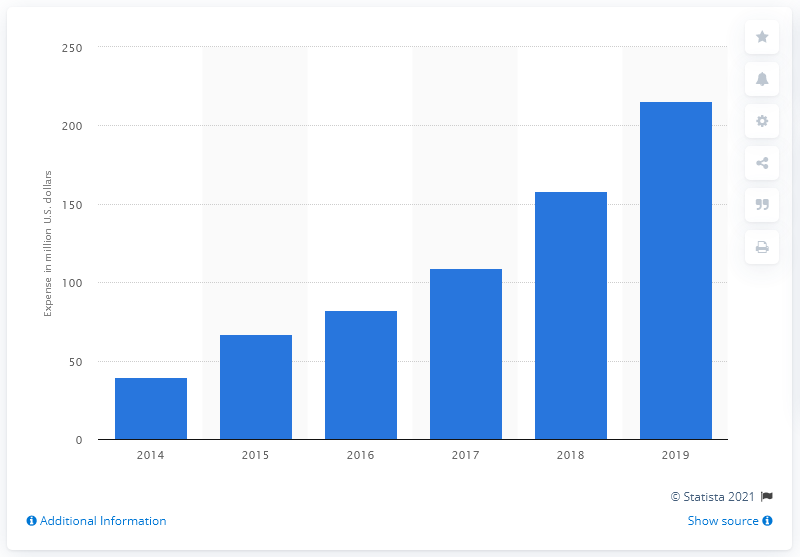 250
200
150
100
50
0
Expense in million U.S. dollars
2014 2015 2016 2017 2018 2019
© Statista 2021
Additional Information
Show source